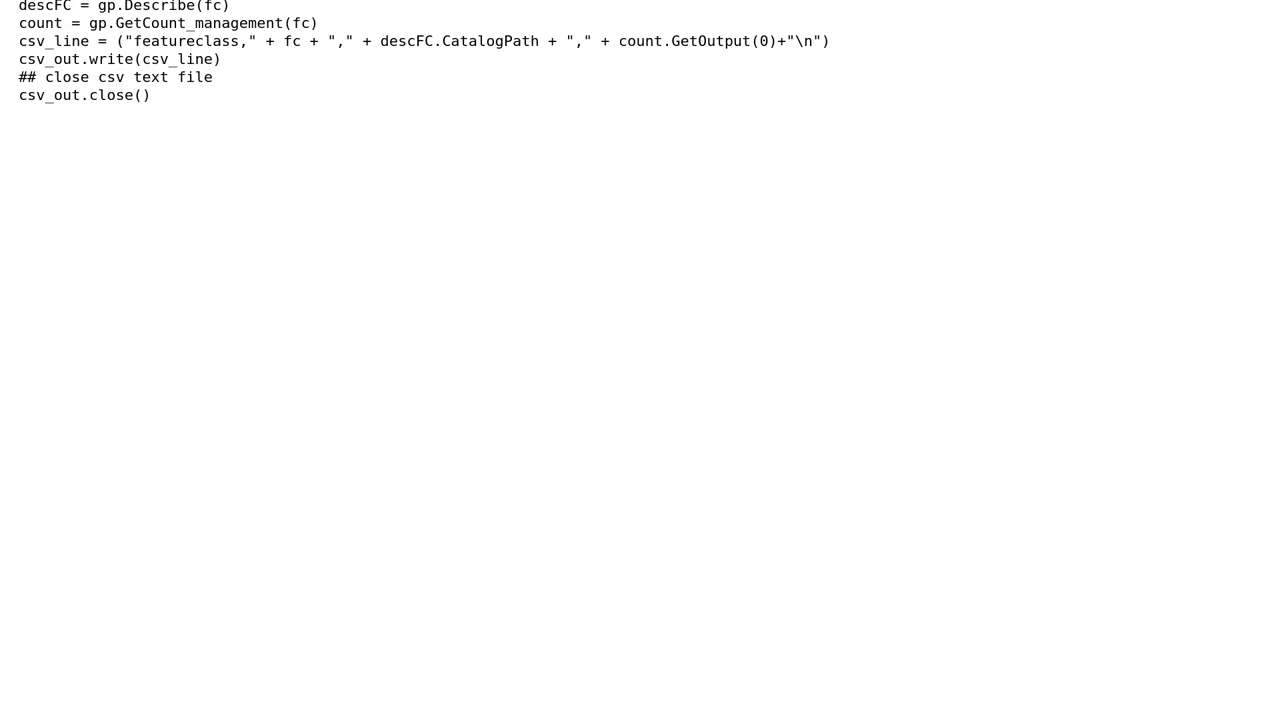 descFC = gp.Describe(fc)
count = gp.GetCount_management(fc)
csv_line = ("featureclass," + fc + "," + descFC.CatalogPath + "," + count.GetOutput(0)+"\n")
csv_out.write(csv_line)
## close csv text file
csv_out.close()